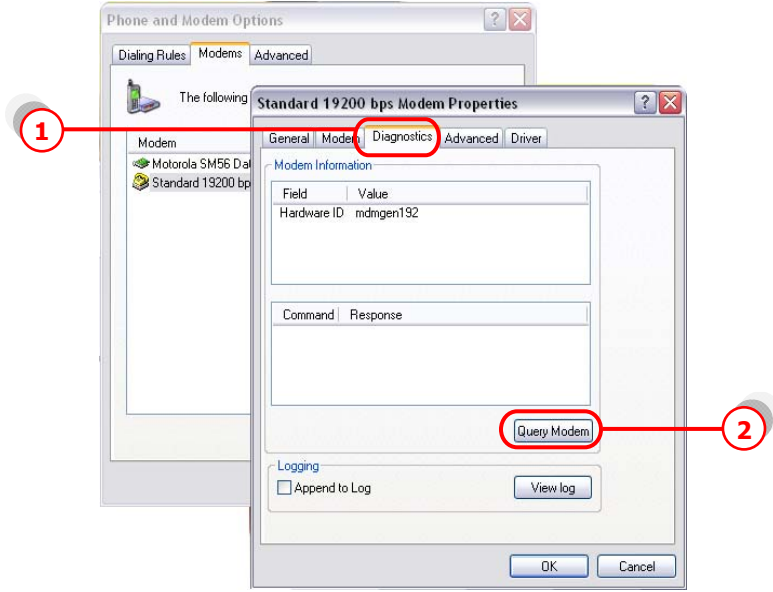 Phone and Modem Options
Dialing Rules Modems Advanced
The following
Modem
Motorola SM56 Dat
Standard 19200 bp
1
Standard 19200 bps Modem Properties
General Modem Diagnostics Advanced Driver
Modem Information
Field Value
Hardware ID mdmgen192
Command Response
Query Modem
2
Logging
Append to Log
View log
OK Cancel